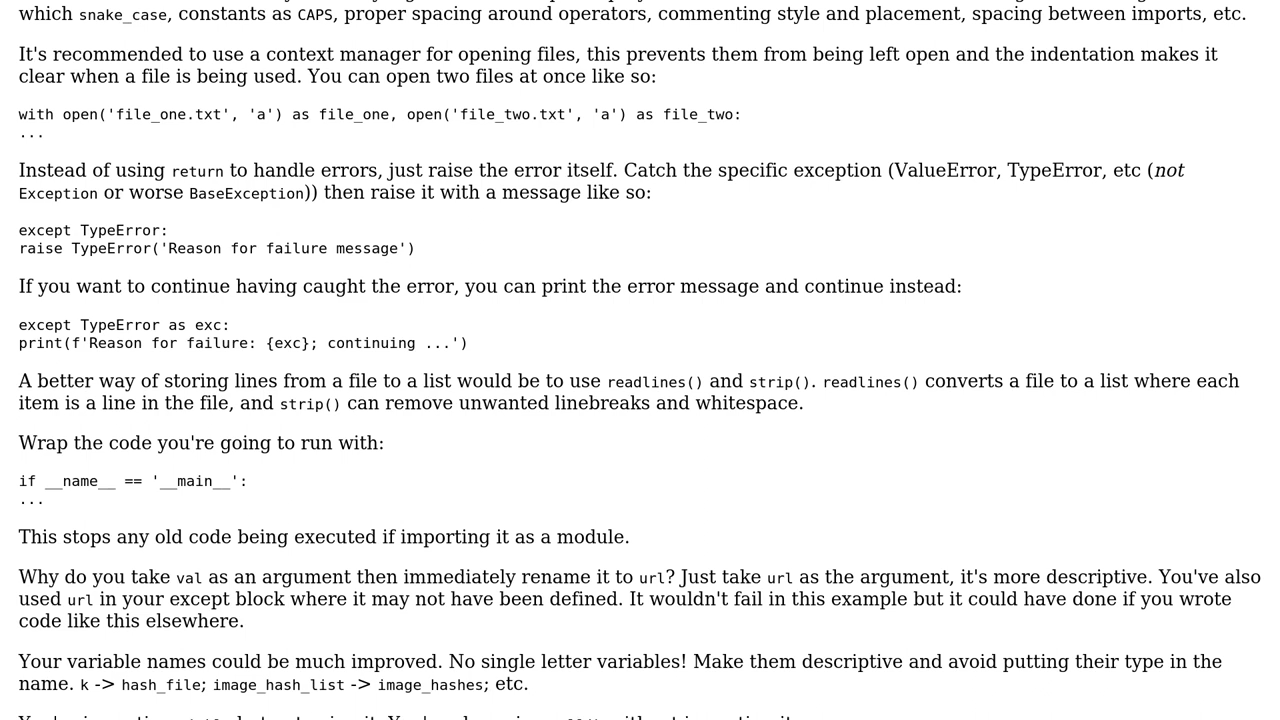 which snake_case, constants as CAPS, proper spacing around operators, commenting style and placement, spacing between imports, etc.
It's recommended to use a context manager for opening files, this prevents them from being left open and the indentation makes it
clear when a file is being used. You can open two files at once like so:
with open('file_one.txt', 'a') as file_one, open('file_two.txt', 'a') as file_two:
...
Instead of using return to handle errors, just raise the error itself. Catch the specific exception (ValueError, TypeError, etc (not
Exception or worse BaseException)) then raise it with a message like so:
except TypeError:
raise TypeError('Reason for failure message')
If you want to continue having caught the error, you can print the error message and continue instead:
except TypeError as exc:
print(f'Reason for failure: {exc}; continuing ...')
A better way of storing lines from a file to a list would be to use readlines() and strip(). readlines() converts a file to a list where each
item is a line in the file, and strip() can remove unwanted linebreaks and whitespace.
Wrap the code you're going to run with:
if __name__ == '__main__':
...
This stops any old code being executed if importing it as a module.
Why do you take val as an argument then immediately rename it to url? Just take url as the argument, it's more descriptive. You've also
used url in your except block where it may not have been defined. It wouldn't fail in this example but it could have done if you wrote
code like this elsewhere.
Your variable names could be much improved. No single letter variables! Make them descriptive and avoid putting their type in the
name. k -> hash_file; image_hash_list -> image_hashes; etc.